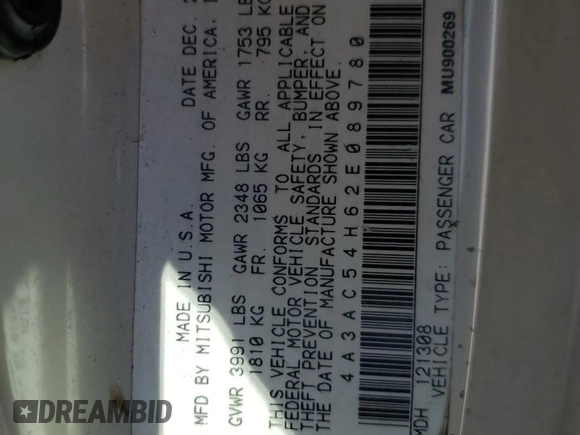 MADE IN U.S.A. DATE DEC. 2
MFD BY MITSUBISHI MOTOR MFG. OF AMERICA, I
GVWR 3991 LBS GAWR 2348 LBS GAWR 1753 LB
1810 KG FR. 1065 KG RR. 795 KG
THIS VEHICLE CONFORMS TO ALL APPLICABLE
FEDERAL MOTOR VEHICLE SAFETY, BUMPER, AND
THEFT PREVENTION STANDARDS IN EFFECT ON
THE DATE OF MANUFACTURE SHOWN ABOVE.
4A3AC54H62E089780
MDH 121308
VEHICLE TYPE: PASSENGER CAR MU900269
DREAMBID